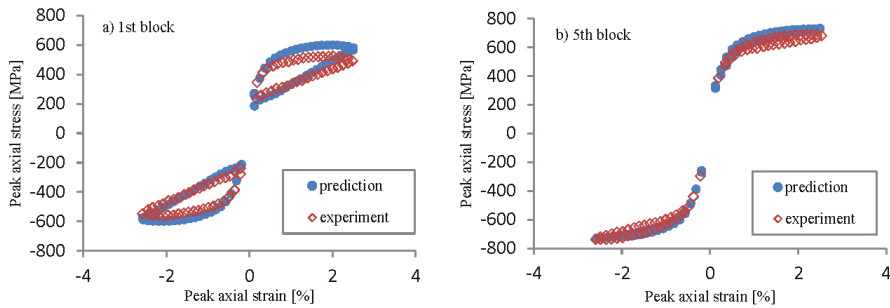 a) 1st block
Peak axial stress [MPa]
800
600
400
200
0
-200
-400
-600
-800
prediction
experiment
-4
-2
0
2
4
Peak axial strain [%]
b) 5th block
Peak axial stress [MPa]
800
600
400
200
0
-200
-400
-600
-800
prediction
experiment
-4
-2
0
2
4
Peak axial strain [%]